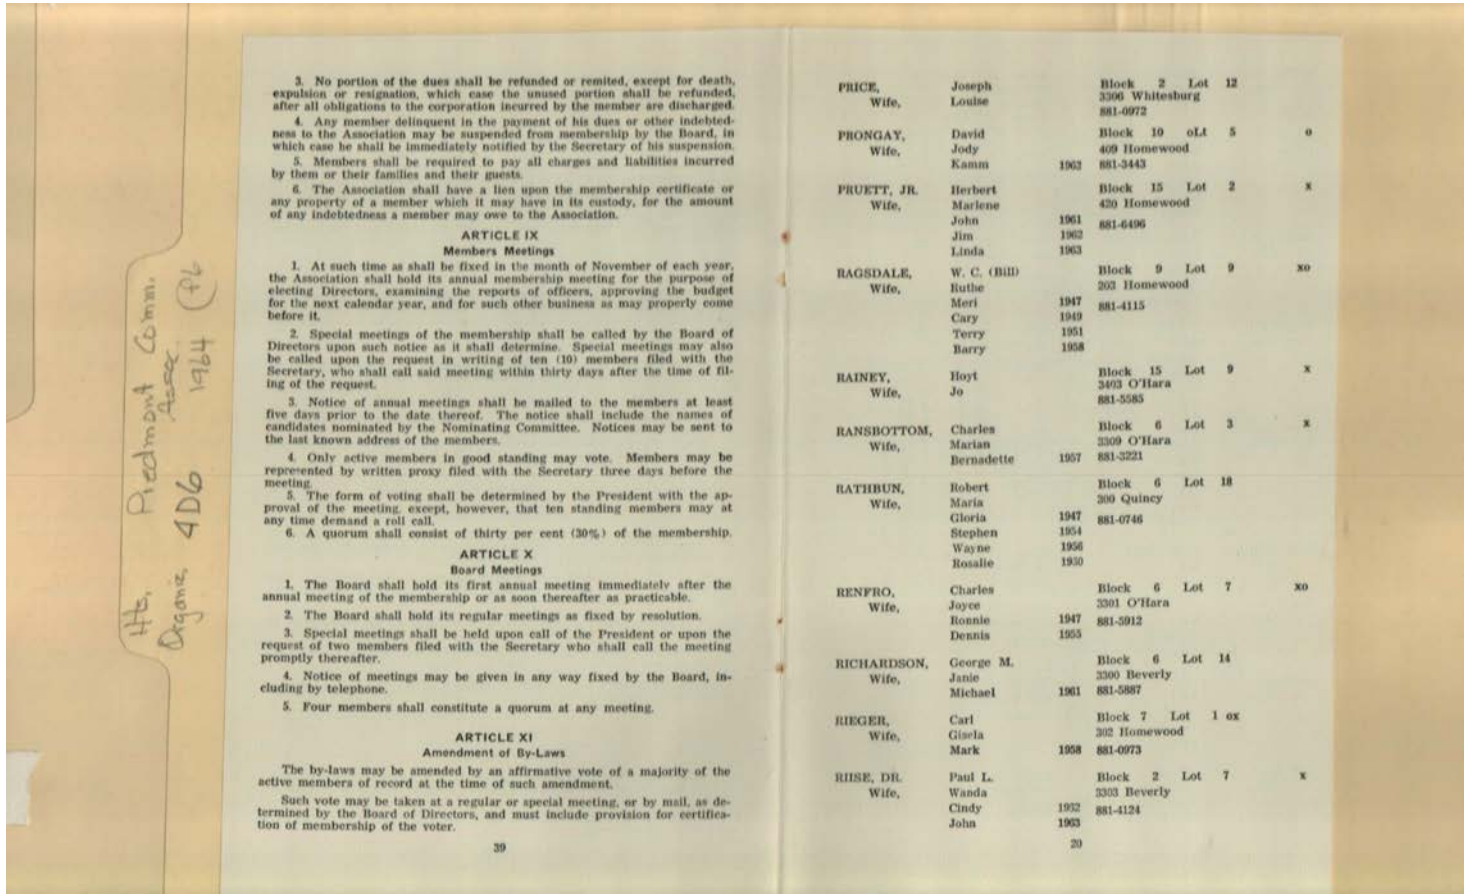 Hts. Piedmont Comm.
Assoc.
Organiz. 4D6 1964 (Pb
3. No portion of the dues shall be refunded or remited, except for death,
expulsion or resignation, which case the unused portion shall be refunded,
after all obligations to the corporation incurred by the member are discharged.
4. Any member delinquent in the payment of his dues or other indebted-
ness to the Association may be suspended from membership by the Board, in
which case he shall be immediately notified by the Secretary of his suspension.
5. Members shall be required to pay all charges and liabilities incurred
by them or their families and their guests.
6. The Association shall have a lien upon the membership certificate or
any property of a member which it may have in its custody, for the amount
of any indebtedness a member may owe to the Association.
ARTICLE IX
Members Meetings
1. At such time as shall be fixed in the month of November of each year,
the Association shall hold its annual membership meeting for the purpose of
electing Directors, examining the reports of officers, approving the budget
for the next calendar year, and for such other business as may properly come
before it.
2. Special meetings of the membership shall be called by the Board of
Directors upon such notice as it shall determine. Special meetings may also
be called upon the request in writing of ten (10) members filed with the
Secretary, who shall call said meeting within thirty days after the time of fil-
ing of the request.
3. Notice of annual meetings shall be mailed to the members at least
five days prior to the date thereof. The notice shall include the names of
candidates nominated by the Nominating Committee. Notices may be sent to
the last known address of the members.
4. Only active members in good standing may vote. Members may be
represented by written proxy filed with the Secretary three days before the
meeting.
5. The form of voting shall be determined by the President with the ap-
proval of the meeting, except, however, that ten standing members may at
any time demand a roll call.
6. A quorum shall consist of thirty per cent (30%) of the membership.
ARTICLE X
Board Meetings
1. The Board shall hold its first annual meeting immediately after the
annual meeting of the membership or as soon thereafter as practicable.
2. The Board shall hold its regular meetings as fixed by resolution.
3. Special meetings shall be held upon call of the President or upon the
request of two members filed with the Secretary who shall call the meeting
promptly thereafter.
4. Notice of meetings may be given in any way fixed by the Board, in-
cluding by telephone.
5. Four members shall constitute a quorum at any meeting.
ARTICLE XI
Amendment of By-Laws
The by-laws may be amended by an affirmative vote of a majority of the
active members of record at the time of such amendment.
Such vote may be taken at a regular or special meeting, or by mail, as de-
termined by the Board of Directors, and must include provision for certifica-
tion of membership of the voter.
39
PRICE, Joseph Block 2 Lot 12
Wife, Louise 3306 Whitesburg
881-0972
PRONGAY, David Block 10 oLt 5 o
Wife, Jody 409 Homewood
Kamm 1963 881-3443
PRUETT, JR. Herbert Block 15 Lot 2 x
Wife, Marlene 420 Homewood
John 1961 881-6496
Jim 1962
Linda 1963
RAGSDALE, W. C. (Bill) Block 9 Lot 9 xo
Wife, Ruthe 203 Homewood
Meri 1947 881-4115
Cary 1949
Terry 1951
Barry 1958
RAINEY, Hoyt Block 15 Lot 9 x
Wife, Jo 3403 O'Hara
881-5585
RANSBOTTOM, Charles Block 6 Lot 3 x
Wife, Marian 3309 O'Hara
Bernadette 1957 881-3221
RATHBUN, Robert Block 6 Lot 18
Wife, Maria 300 Quincy
Gloria 1947 881-0746
Stephen 1954
Wayne 1956
Rosalie 1950
RENFRO, Charles Block 6 Lot 7 xo
Wife, Joyce 3301 O'Hara
Ronnie 1947 881-5912
Dennis 1955
RICHARDSON, George M. Block 6 Lot 14
Wife, Janie 3300 Beverly
Michael 1961 881-5887
RIEGER, Carl Block 7 Lot 1 ox
Wife, Gisela 302 Homewood
Mark 1958 881-0973
RIISE, DR. Paul L. Block 2 Lot 7 x
Wife, Wanda 3303 Beverly
Cindy 1952 881-4124
John 1963
20